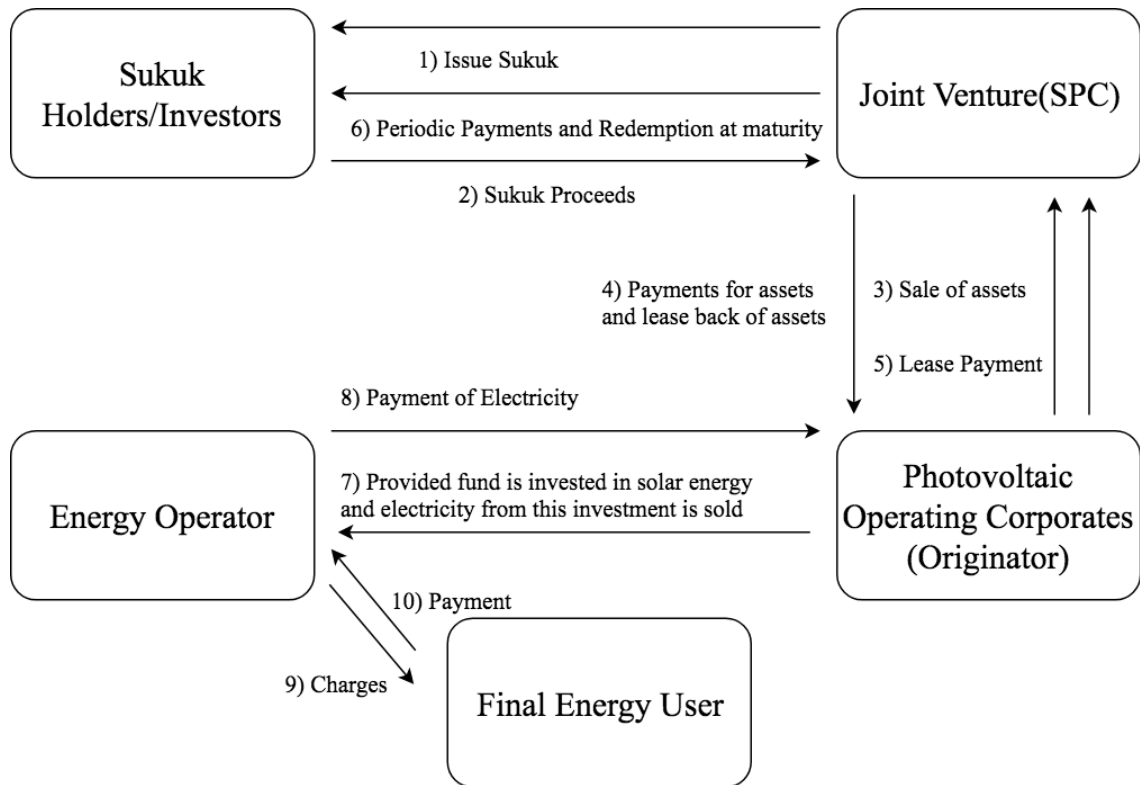 Sukuk
Holders/Investors
1) Issue Sukuk
6) Periodic Payments and Redemption at maturity
2) Sukuk Proceeds
Joint Venture(SPC)
4) Payments for assets
and lease back of assets
3) Sale of assets
5) Lease Payment
8) Payment of Electricity
7) Provided fund is invested in solar energy
and electricity from this investment is sold
Energy Operator
Photovoltaic
Operating Corporates
(Originator)
10) Payment
9) Charges
Final Energy User